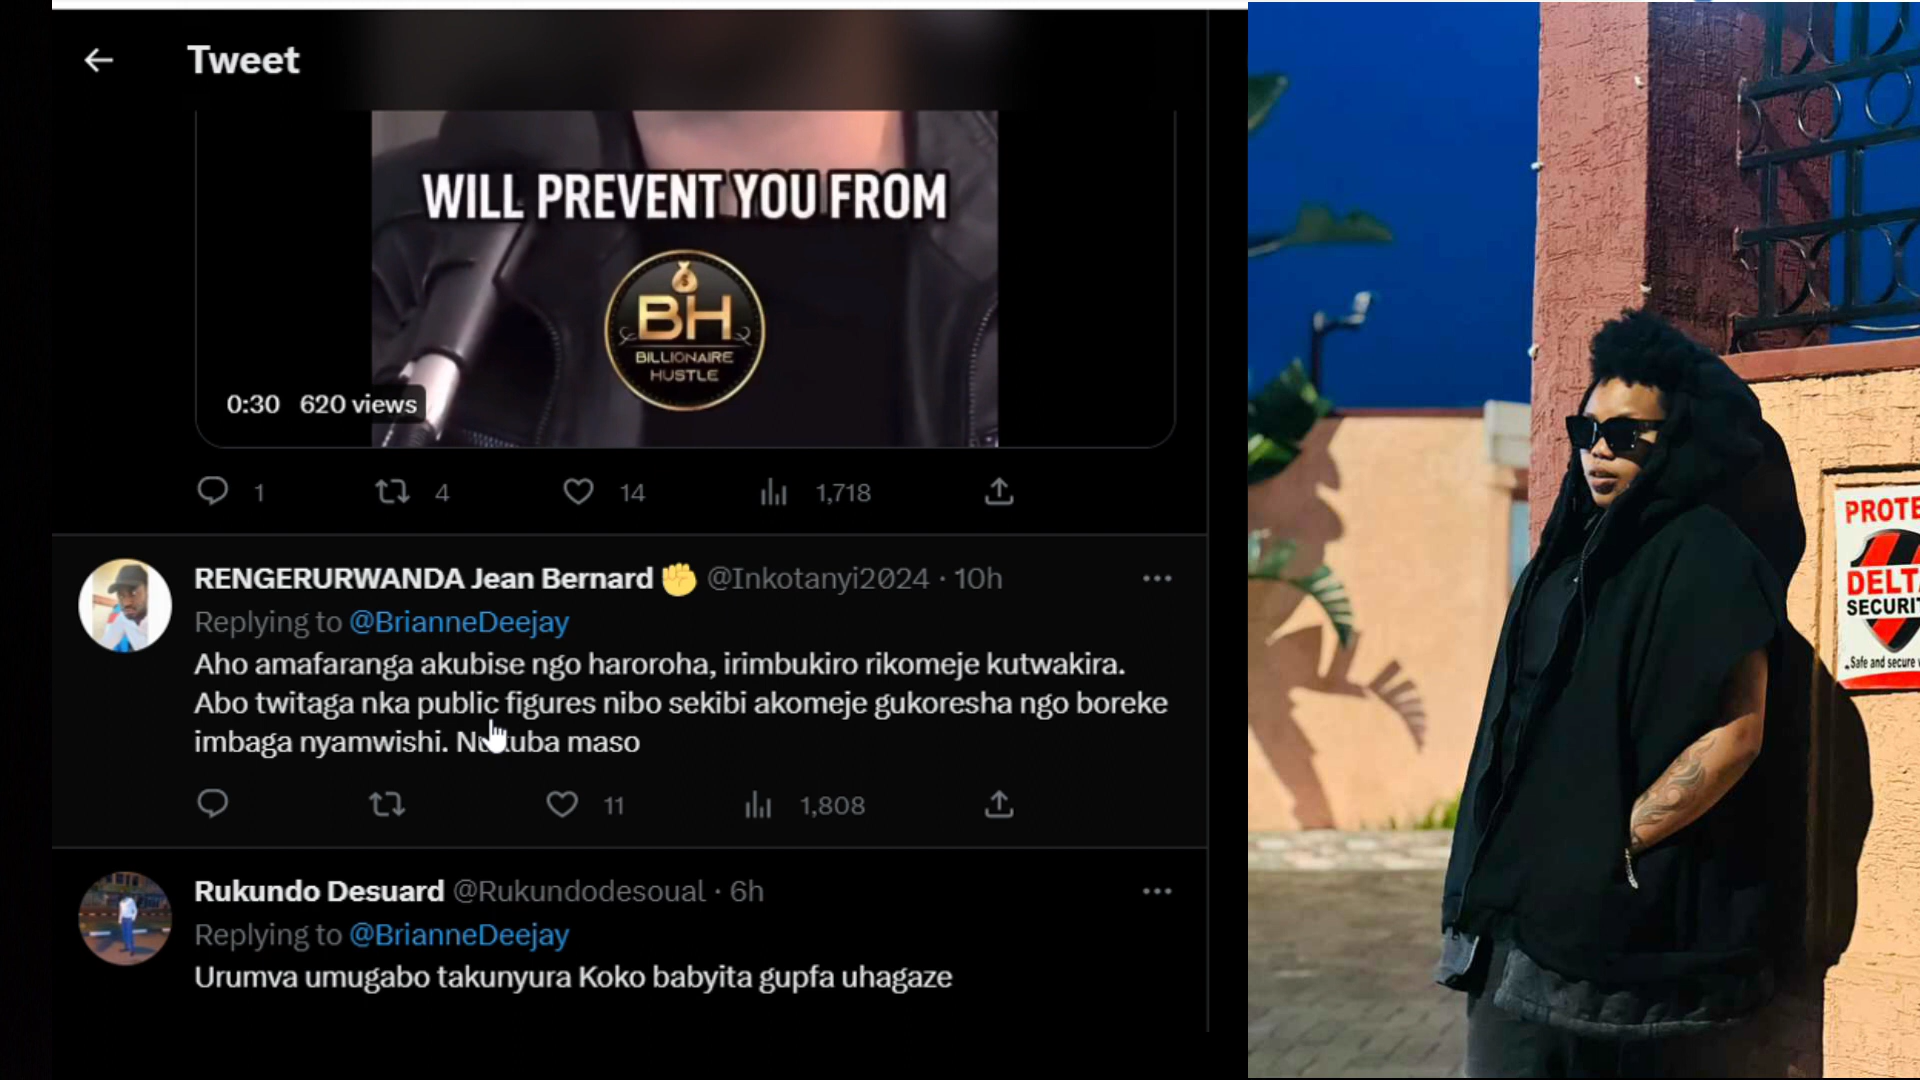 Tweet
WILL PREVENT YOU FROM
BH
BILLIONAIRE
HUSTLE
0:30 620 views
1 4 14 1,718
RENGERURWANDA Jean Bernard ✊ @Inkotanyi2024 · 10h
Replying to @BrianneDeejay
Aho amafaranga akubise ngo haroroha, irimbukiro rikomeje kutwakira.
Abo twitaga nka public figures nibo sekibi akomeje gukoresha ngo boreke
imbaga nyamwishi. maso
11 1,808
Rukundo Desuard @Rukundodesoual · 6h
Replying to @BrianneDeejay
Urumva umugabo takunyura Koko babyita gupfa uhagaze
PROTE
DELTA
SECURIT
Safe and secure